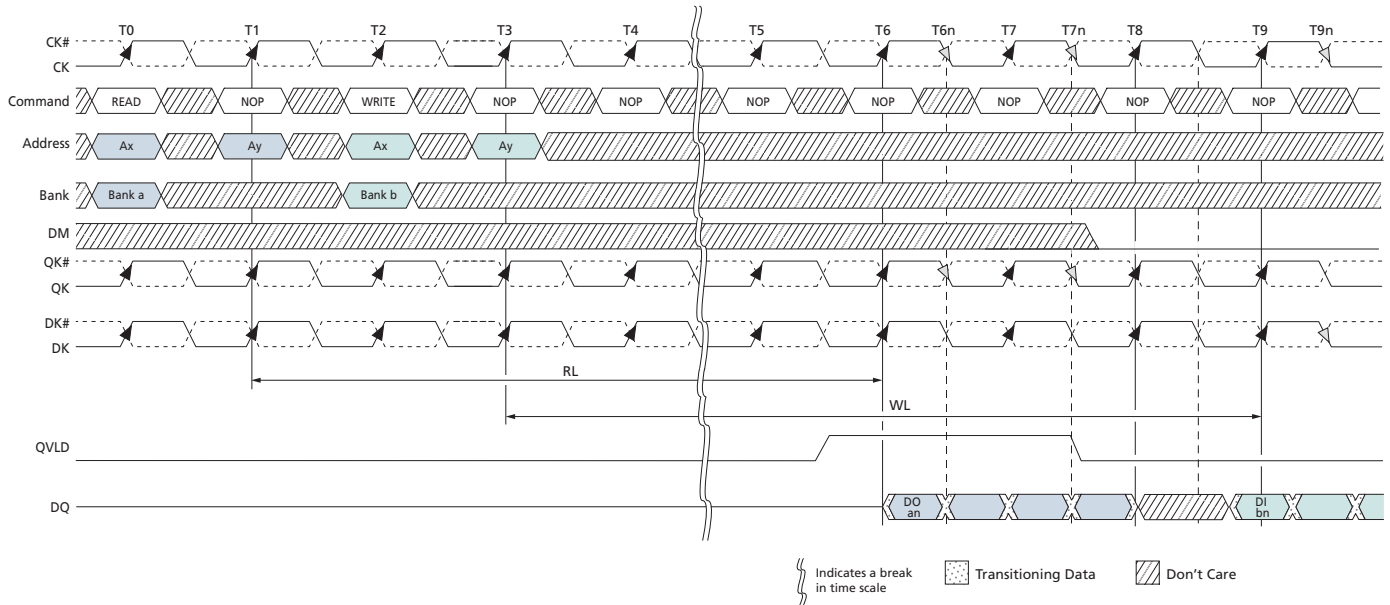 T0 T1 T2 T3 T4 T5 T6 T6n T7 T7n T8 T9 T9n
CK#
CK
Command READ NOP WRITE NOP NOP NOP NOP NOP NOP NOP
Address Ax Ay Ax Ay
Bank Bank a Bank b
DM
QK#
QK
DK#
DK
RL
WL
QVLD
DQ DO an DI bn
Indicates a break
in time scale
Transitioning Data
Don't Care